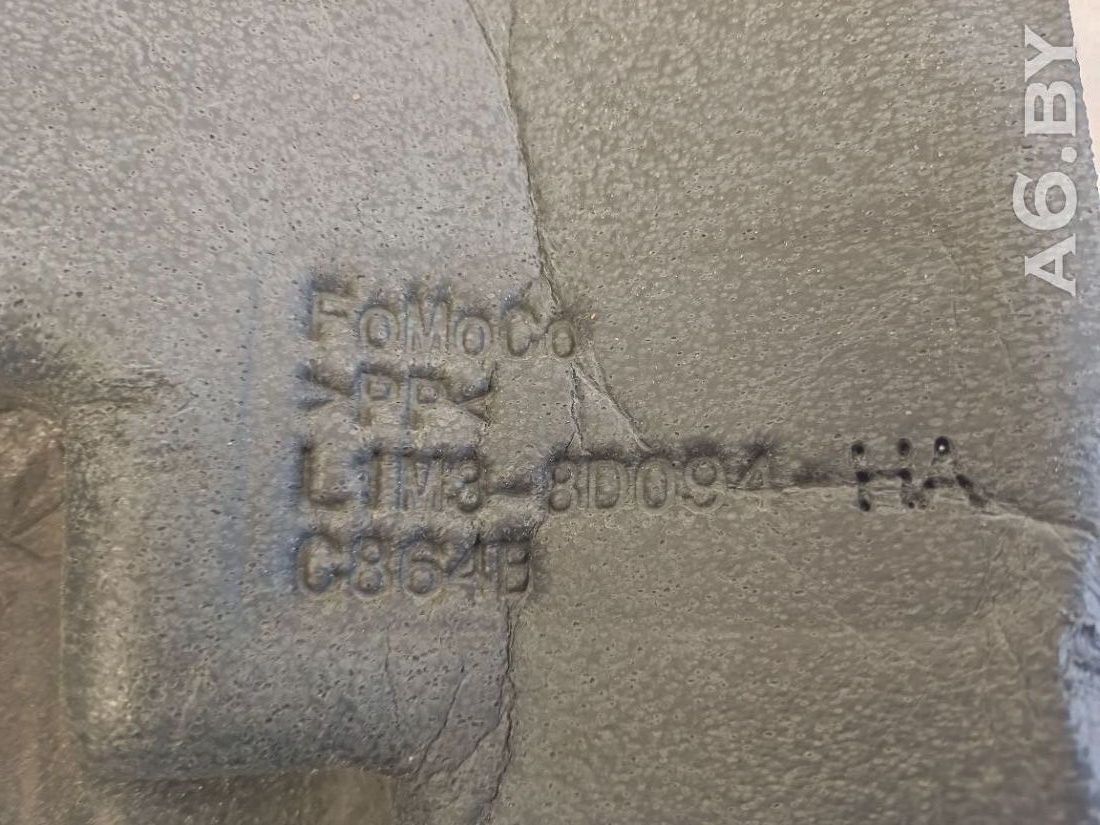 FoMoCo
>PP<
L1M3-8D094-HA
C864B
A6.BY